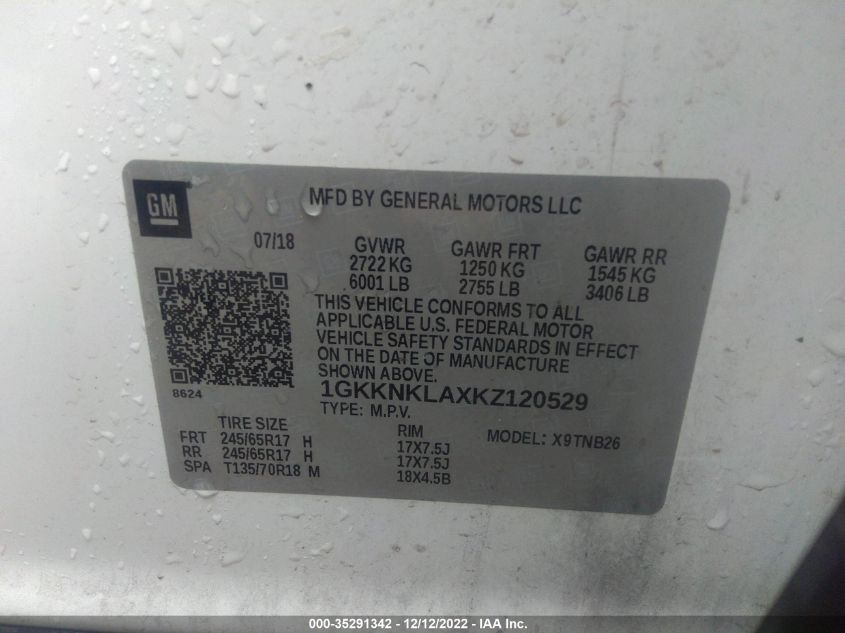 GM
MFD BY GENERAL MOTORS LLC
07/18
GVWR GAWR FRT GAWR RR
2722 KG 1250 KG 1545 KG
6001 LB 2755 LB 3406 LB
THIS VEHICLE CONFORMS TO ALL
APPLICABLE U.S. FEDERAL MOTOR
VEHICLE SAFETY STANDARDS IN EFFECT
ON THE DATE OF MANUFACTURE
SHOWN ABOVE.
8624
1GKKNKLAXKZ120529
TYPE: M.P.V.
TIRE SIZE RIM MODEL: X9TNB26
FRT 245/65R17 H 17X7.5J
RR 245/65R17 H 17X7.5J
SPA T135/70R18 M 18X4.5B
000-35291342 - 12/12/2022 - IAA Inc.